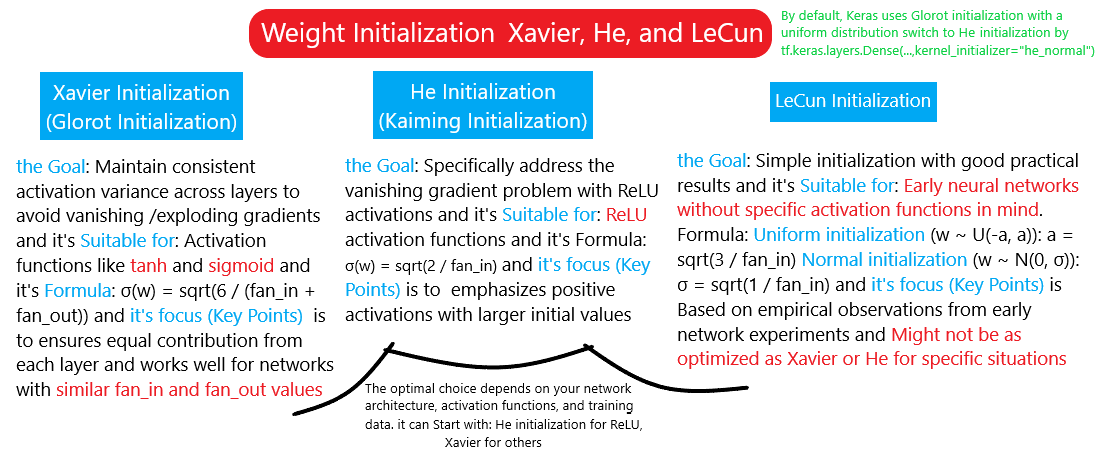 Weight Initialization Xavier, He, and LeCun
By default, Keras uses Glorot initialization with a
uniform distribution switch to He initialization by
tf.keras.layers.Dense(..,kernel_initializer="he_normal")
Xavier Initialization
(Glorot Initialization)
the Goal: Maintain consistent
activation variance across layers to
avoid vanishing /exploding gradients
and it's Suitable for: Activation
functions like tanh and sigmoid and
it's Formula: σ(w) = sqrt(6 / (fan_in +
fan_out)) and it's focus (Key Points) is
to ensures equal contribution from
each layer and works well for networks
with similar fan_in and fan_out values
He Initialization
(Kaiming Initialization)
the Goal: Specifically address the
vanishing gradient problem with ReLU
activations and it's Suitable for: ReLU
activation functions and it's Formula:
σ(w) = sqrt(2 / fan_in) and it's focus (Key
Points) is to emphasizes positive
activations with larger initial values
LeCun Initialization
the Goal: Simple initialization with good practical
results and it's Suitable for: Early neural networks
without specific activation functions in mind.
Formula: Uniform initialization (w ~ U(-a, a)): a =
sqrt(3 / fan_in) Normal initialization (w ~ N(0, σ)):
σ = sqrt(1 / fan_in) and it's focus (Key Points) is
Based on empirical observations from early
network experiments and Might not be as
optimized as Xavier or He for specific situations
The optimal choice depends on your network
architecture, activation functions, and training
data. it can Start with: He initialization for ReLU,
Xavier for others